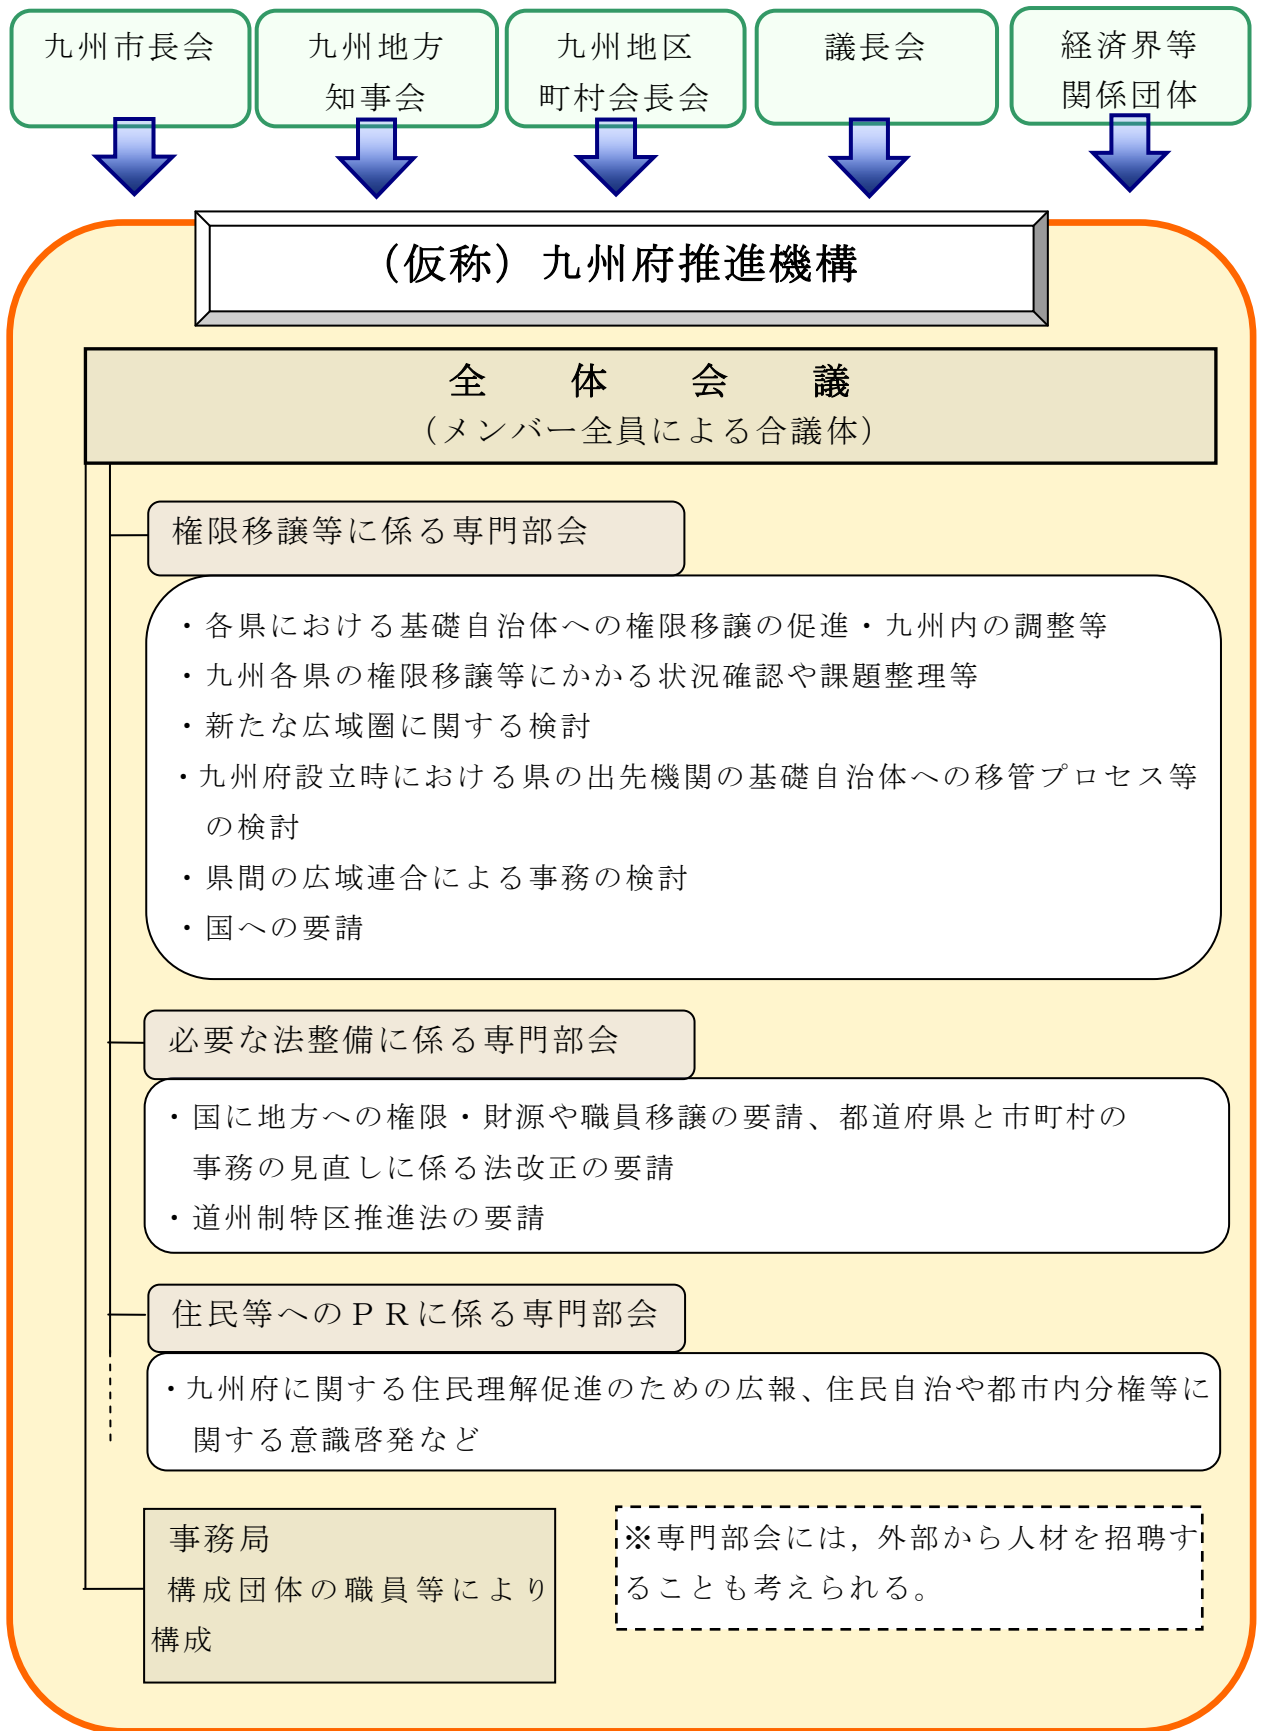 九州市長会
九州地方
知事会
九州地区
町村会長会
議長会
経済界等
関係団体
（仮称）九州府推進機構
全体会議
（メンバー全員による合議体）
権限移譲等に係る専門部会
・各県における基礎自治体への権限移譲の促進・九州内の調整等
・九州各県の権限移譲等にかかる状況確認や課題整理等
・新たな広域圏に関する検討
・九州府設立時における県の出先機関の基礎自治体への移管プロセス等
の検討
・県間の広域連合による事務の検討
・国への要請
必要な法整備に係る専門部会
・国に地方への権限・財源や職員移譲の要請、都道府県と市町村の
事務の見直しに係る法改正の要請
・道州制特区推進法の要請
住民等へのＰＲに係る専門部会
・九州府に関する住民理解促進のための広報、住民自治や都市内分権等に
関する意識啓発など
事務局
構成団体の職員等により
構成
※専門部会には，外部から人材を招聘す
ることも考えられる。